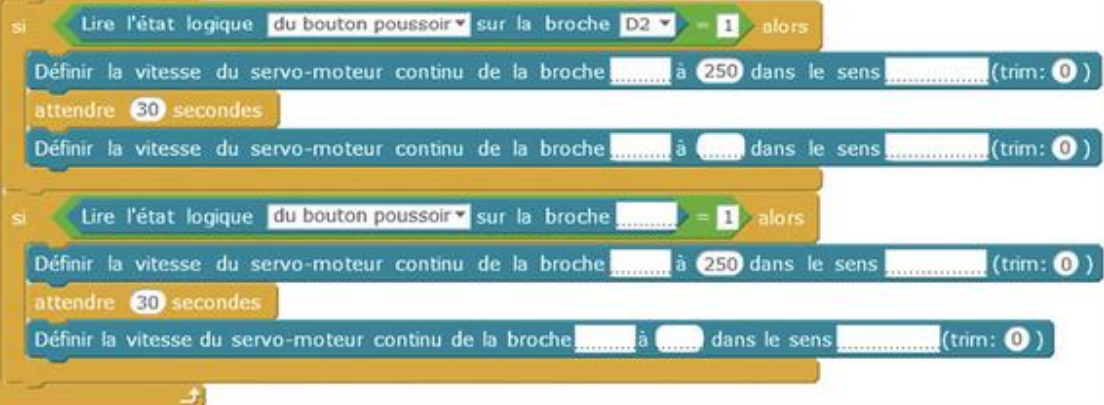 si Lire l'état logique du bouton poussoir sur la broche D2 = 1 alors
Définir la vitesse du servo-moteur continu de la broche ......... à 250 dans le sens ............... (trim: 0 )
attendre 30 secondes
Définir la vitesse du servo-moteur continu de la broche ......... à ...... dans le sens ............... (trim: 0 )
si Lire l'état logique du bouton poussoir sur la broche ......... = 1 alors
Définir la vitesse du servo-moteur continu de la broche ......... à 250 dans le sens ............... (trim: 0 )
attendre 30 secondes
Définir la vitesse du servo-moteur continu de la broche ......... à ...... dans le sens ............... (trim: 0 )